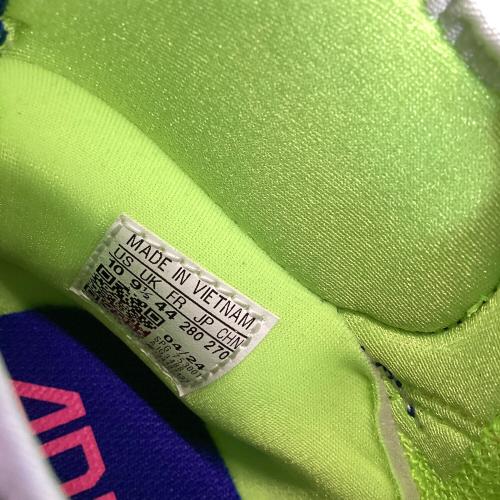 MADE IN VIETNAM
US UK FR JP CHN
10 9½ 44 280 270
04/24